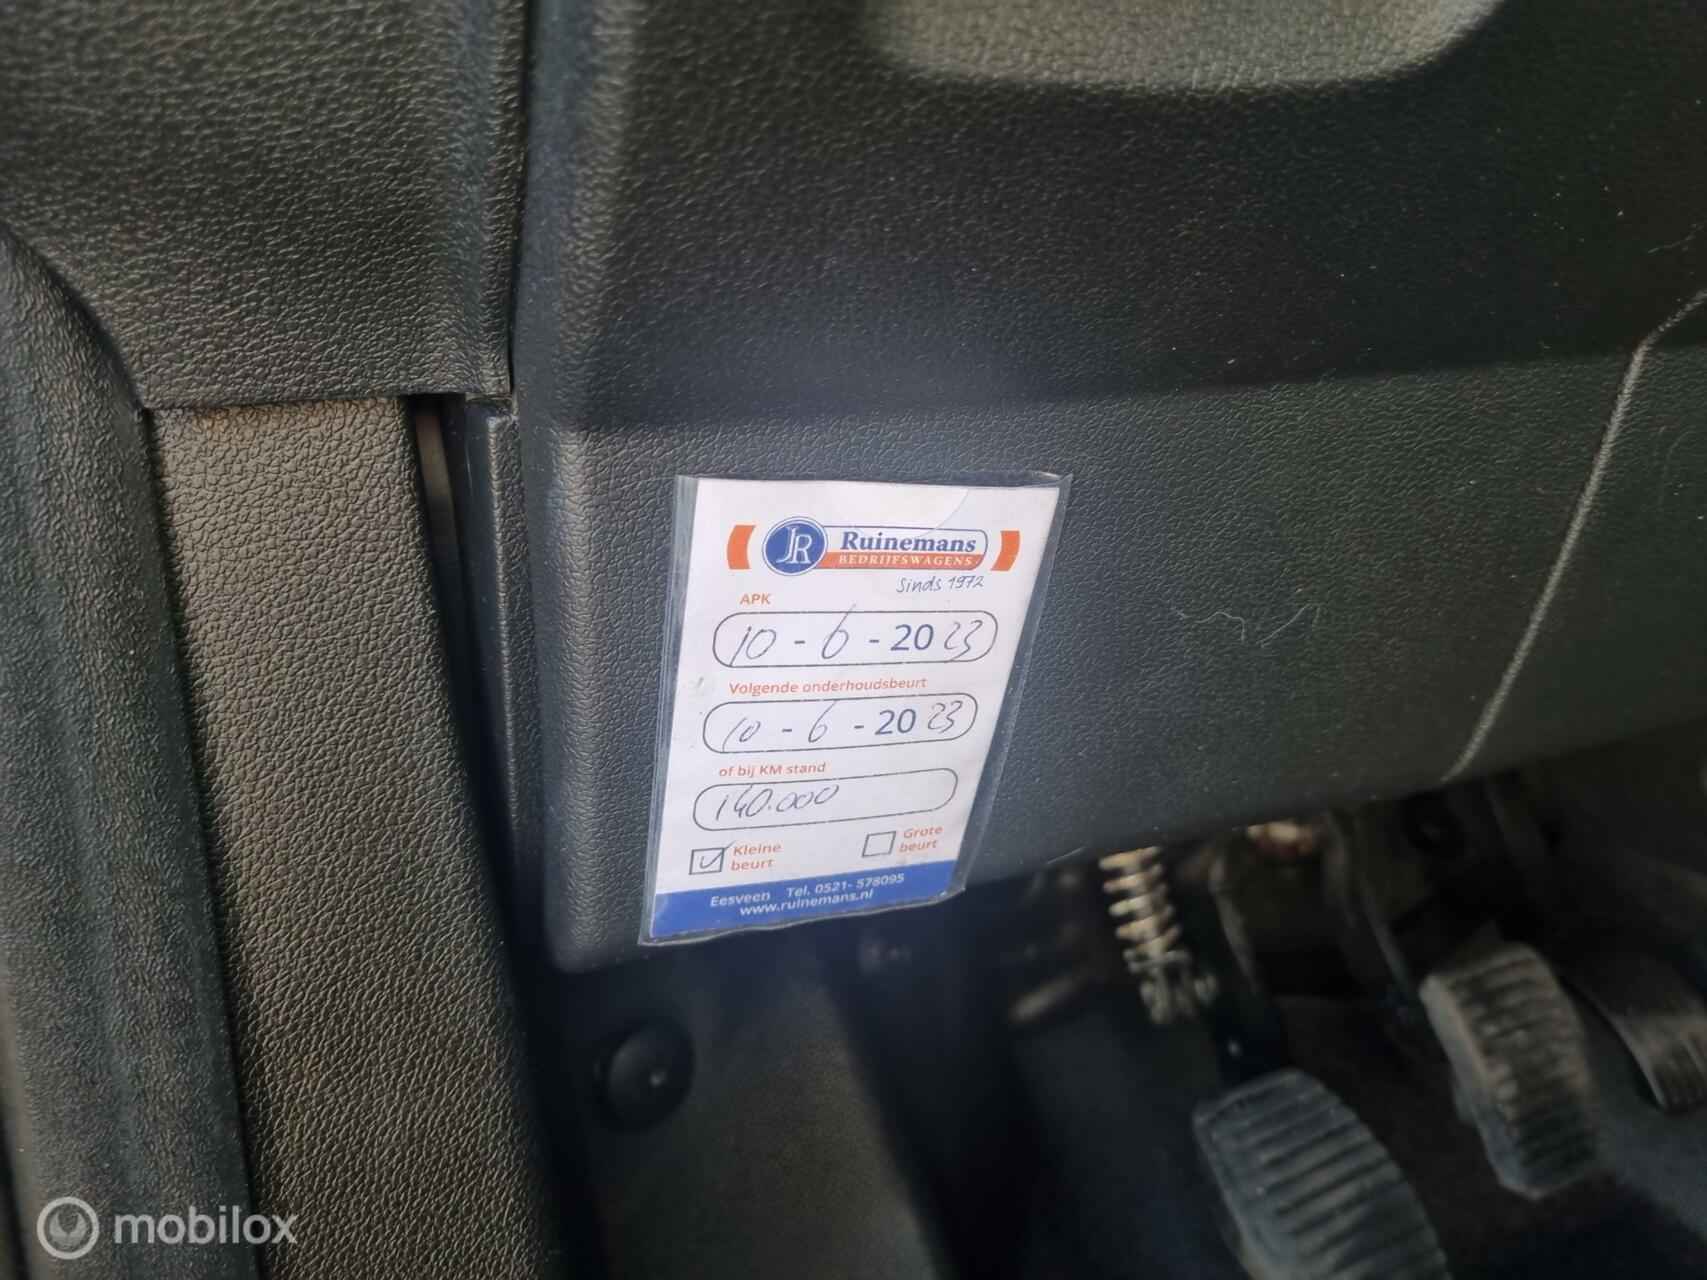 JR Ruinemans
BEDRIJFSWAGENS
Sinds 1972
APK
10 - 6 - 2023
Volgende onderhoudsbeurt
10 - 6 - 2023
of bij KM stand
140.000
Kleine beurt
Grote beurt
Eesveen Tel. 0521- 578095
www.ruinemans.nl
mobilox